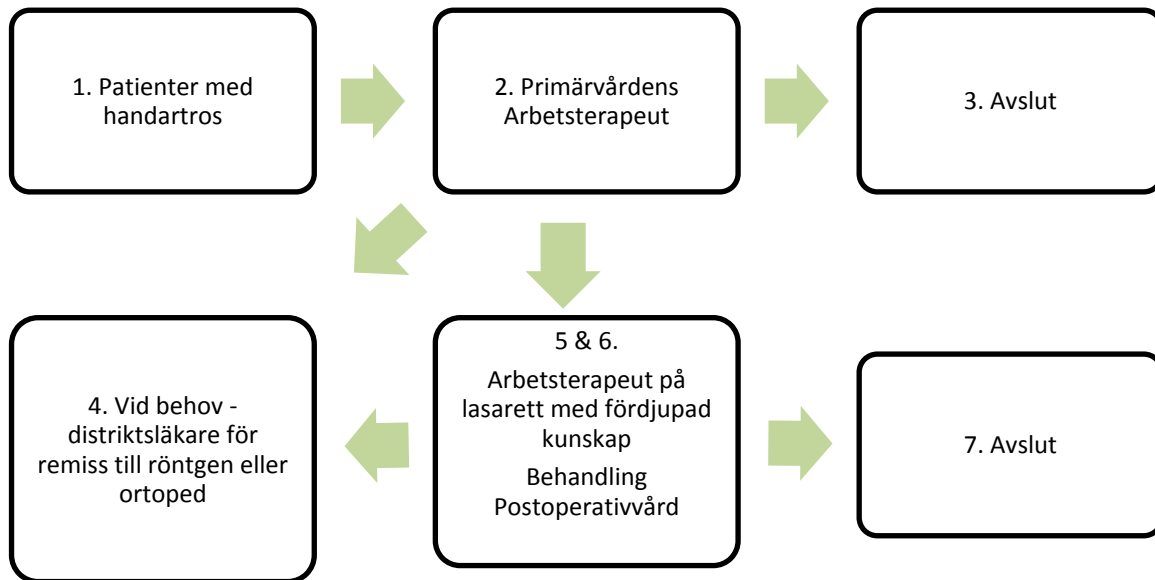 1. Patienter med
handartros
2. Primärvårdens
Arbetsterapeut
3. Avslut
4. Vid behov -
distriktsläkare för
remiss till röntgen eller
ortoped
5 & 6.
Arbetsterapeut på
lasarett med fördjupad
kunskap
Behandling
Postoperativvård
7. Avslut